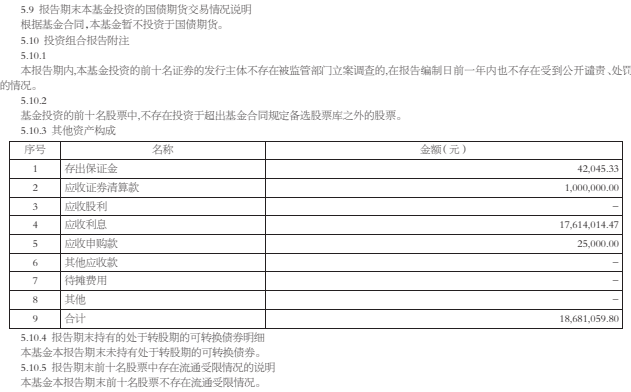 5.9 报告期末本基金投资的国债期货交易情况说明
根据基金合同,本基金暂不投资于国债期货。
5.10 投资组合报告附注
5.10.1
本报告期内,本基金投资的前十名证券的发行主体不存在被监管部门立案调查的,在报告编制日前一年内也不存在受到公开谴责、处罚
的情况。
5.10.2
基金投资的前十名股票中,不存在投资于超出基金合同规定备选股票库之外的股票。
5.10.3 其他资产构成
序号 名称 金额(元)
1 存出保证金 42,045.33
2 应收证券清算款 1,000,000.00
3 应收股利 –
4 应收利息 17,614,014.47
5 应收申购款 25,000.00
6 其他应收款 –
7 待摊费用 –
8 其他 –
9 合计 18,681,059.80
5.10.4 报告期末持有的处于转股期的可转换债券明细
本基金本报告期末未持有处于转股期的可转换债券。
5.10.5 报告期末前十名股票中存在流通受限情况的说明
本基金本报告期末前十名股票不存在流通受限情况。